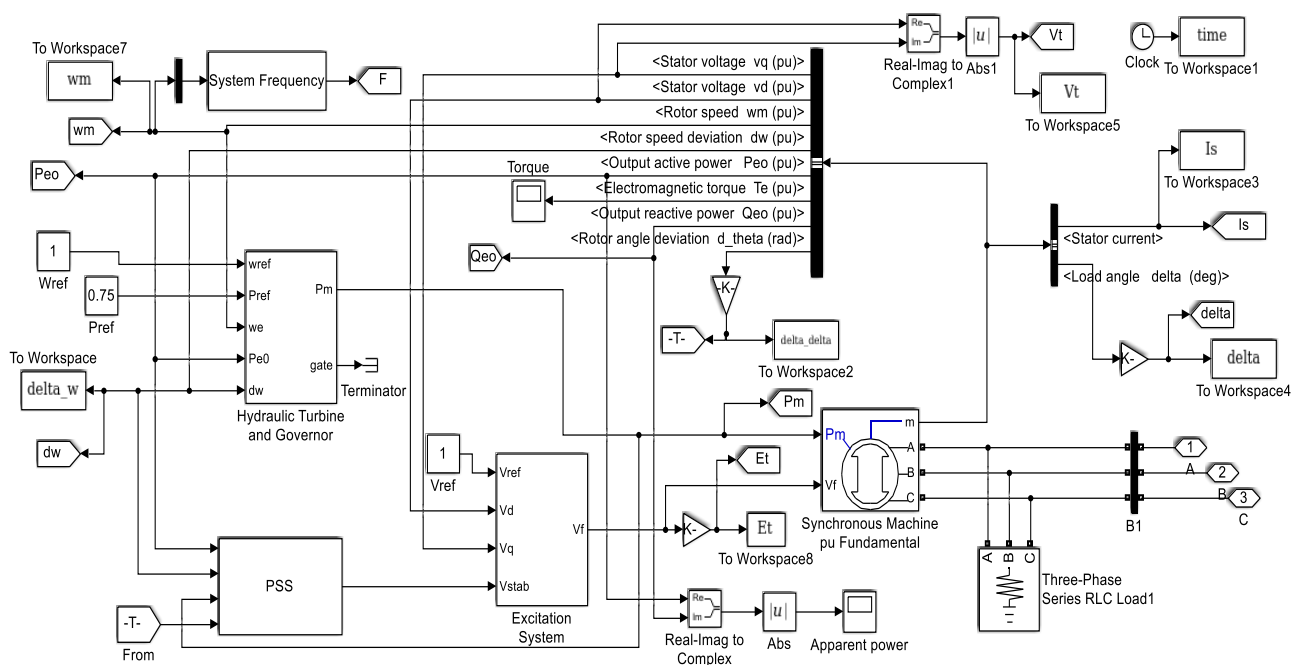 To Workspace7
wm
System Frequency
F
wm
Peo
1
Wref
0.75
Pref
To Workspace
delta_w
dw
wref
Pref
we
Pe0
dw
Pm
gate
Hydraulic Turbine
and Governor
Terminator
<Stator voltage vq (pu)>
<Stator voltage vd (pu)>
<Rotor speed wm (pu)>
<Rotor speed deviation dw (pu)>
<Output active power Peo (pu)>
<Electromagnetic torque Te (pu)>
<Output reactive power Qeo (pu)>
<Rotor angle deviation d_theta (rad)>
Torque
Qeo
-K-
-T-
delta_delta
To Workspace2
Re
Im
Real-Imag to
Complex1
|u|
Abs1
Vt
Vt
To Workspace5
Clock
time
To Workspace1
Is
To Workspace3
Is
<Stator current>
<Load angle delta (deg)>
K-
delta
delta
To Workspace4
Pm
1
Vref
Vref
Vd
Vq
Vstab
Vf
Excitation
System
Et
K-
Et
To Workspace8
Pm
Vf
m
A
B
C
Synchronous Machine
pu Fundamental
B1
1
A
2
B
3
C
A
B
C
Three-Phase
Series RLC Load1
PSS
-T-
From
Re
Im
Real-Imag to
Complex
|u|
Abs
Apparent power